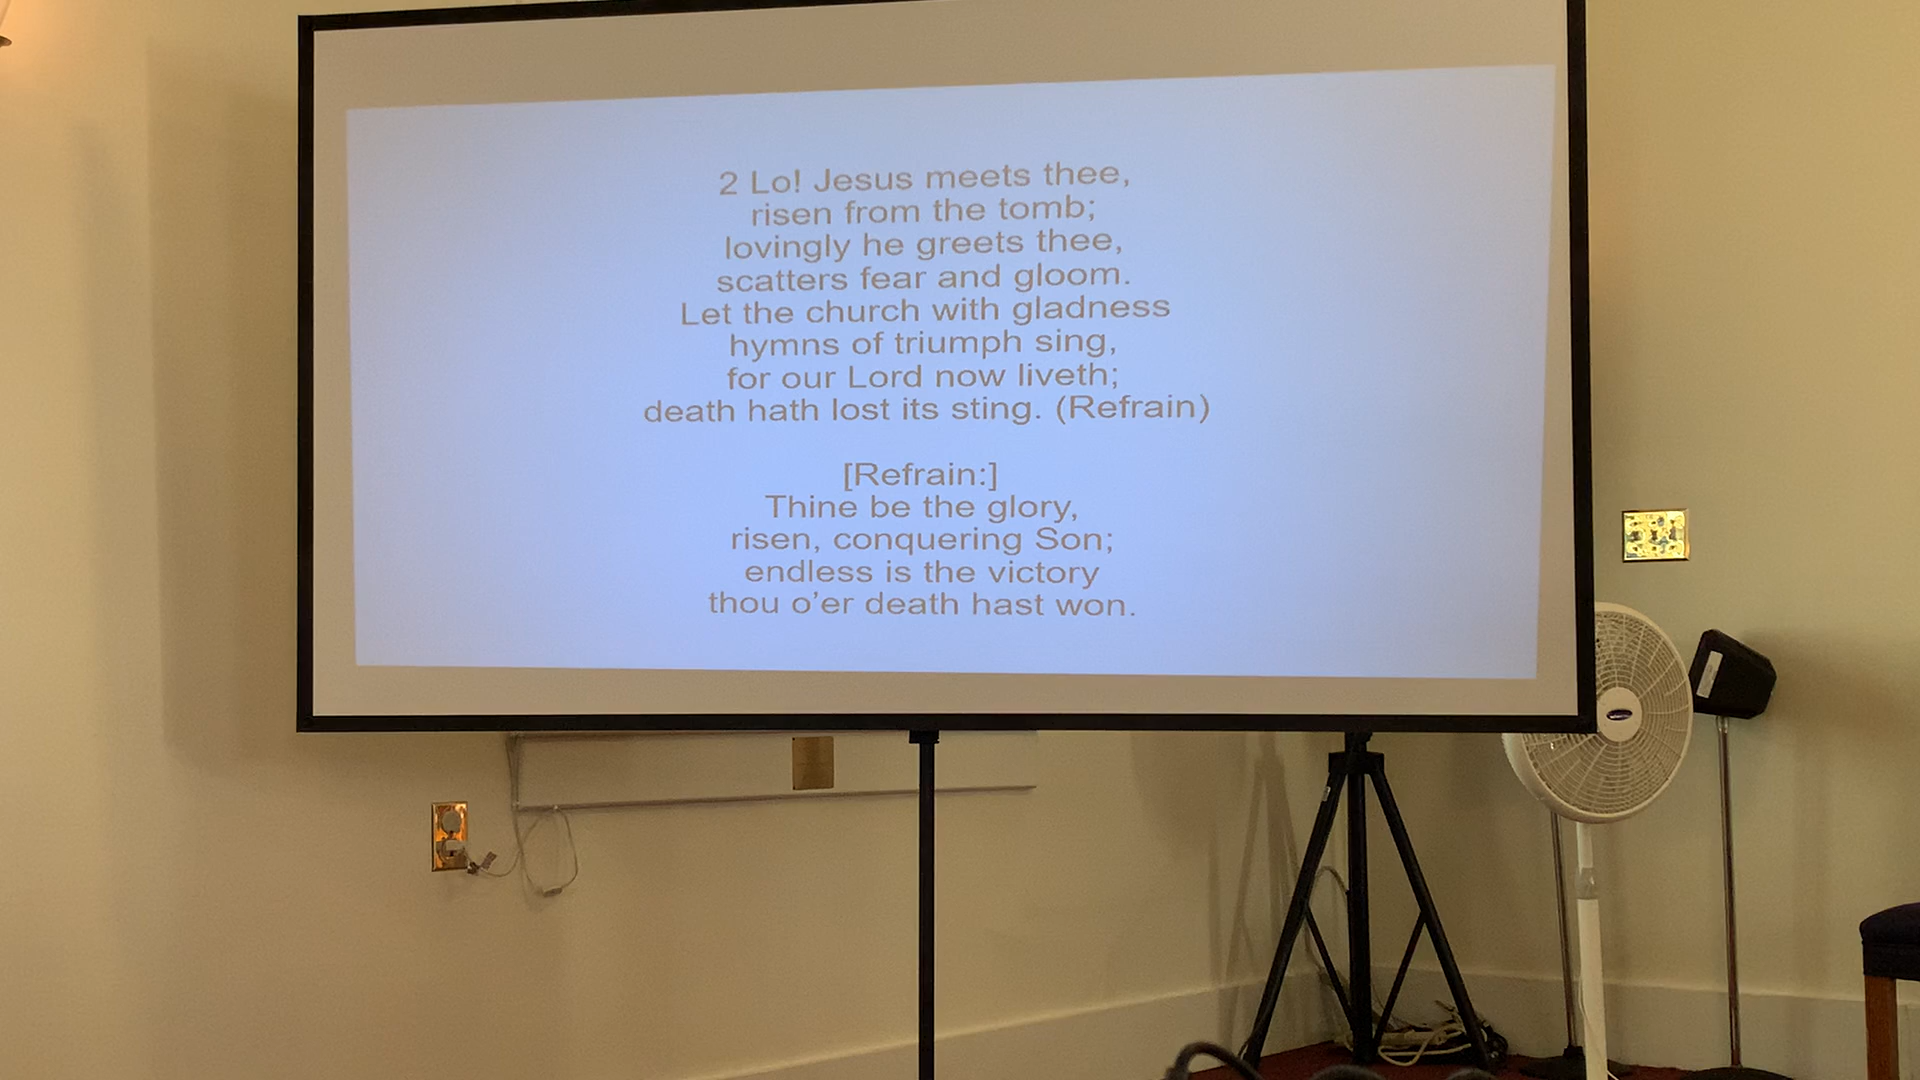 2 Lo! Jesus meets thee,
risen from the tomb;
lovingly he greets thee,
scatters fear and gloom.
Let the church with gladness
hymns of triumph sing,
for our Lord now liveth;
death hath lost its sting. (Refrain)
[Refrain:]
Thine be the glory,
risen, conquering Son;
endless is the victory
thou o’er death hast won.